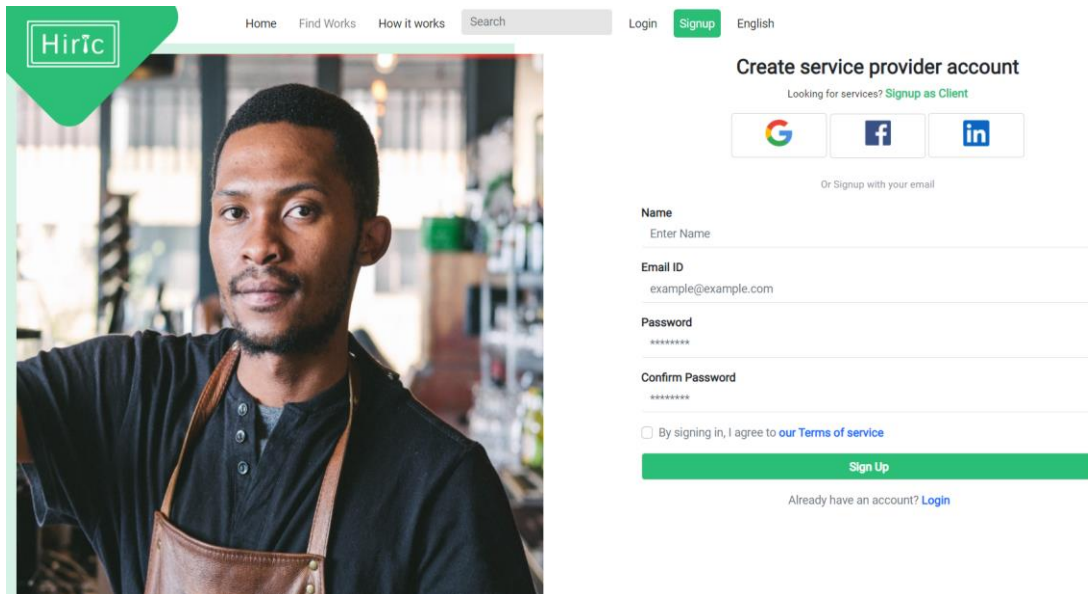 Hiric
Home Find Works How it works Search Login Signup English
Create service provider account
Looking for services? Signup as Client
G f in
Or Signup with your email
Name
Enter Name
Email ID
example@example.com
Password
********
Confirm Password
********
By signing in, I agree to our Terms of service
Sign Up
Already have an account? Login